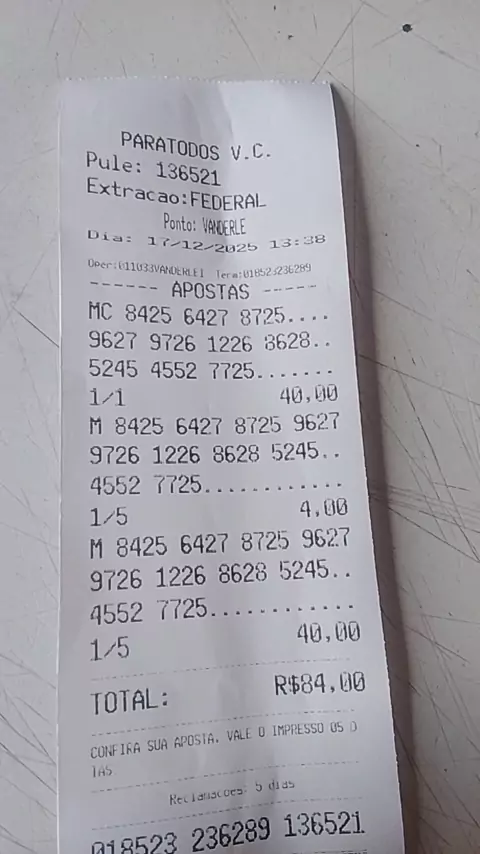 PARATODOS V.C.
Pule: 136521
Extracao:FEDERAL
Ponto: VANDERLE
Dia: 17/12/2025 13:38
Oper:011033VANDERLEI Term:018523236289
------ APOSTAS -----
MC 8425 6427 8725....
9627 9726 1226 8628..
5245 4552 7725.......
1/1 40,00
M 8425 6427 8725 9627
9726 1226 8628 5245..
4552 7725............
1/5 4,00
M 8425 6427 8725 9627
9726 1226 8628 5245..
4552 7725............
1/5 40,00
TOTAL: R$84,00
CONFIRA SUA APOSTA. VALE O IMPRESSO 05 D
IAS
Reclamacoes: 5 dias
018523 236289 136521